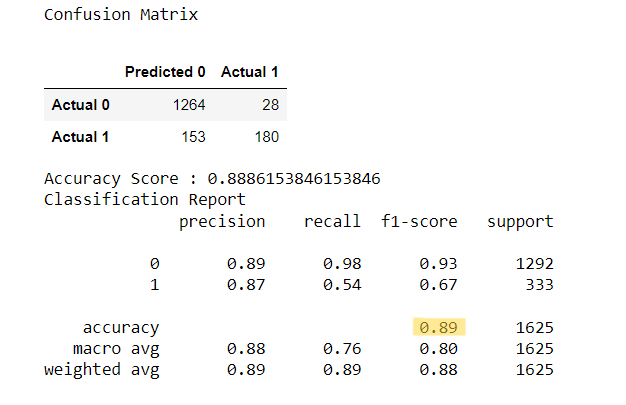 Confusion Matrix
Predicted 0 Actual 1
Actual 0 1264 28
Actual 1 153 180
Accuracy Score : 0.8886153846153846
Classification Report
precision recall f1-score support
0 0.89 0.98 0.93 1292
1 0.87 0.54 0.67 333
accuracy 0.89 1625
macro avg 0.88 0.76 0.80 1625
weighted avg 0.89 0.89 0.88 1625